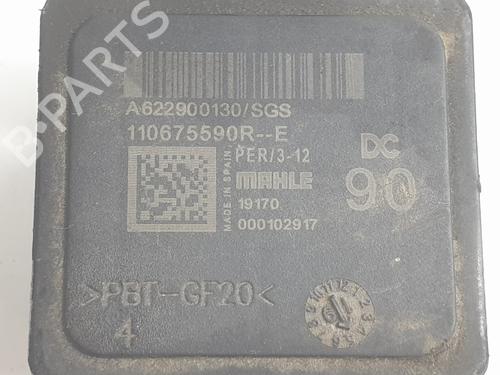 A622900130/SGS
110675590R--E
MADE IN SPAIN
PER/3-12
MAHLE
19170
000102917
DC
90
>PBT-GF20<
4
B-PARTS